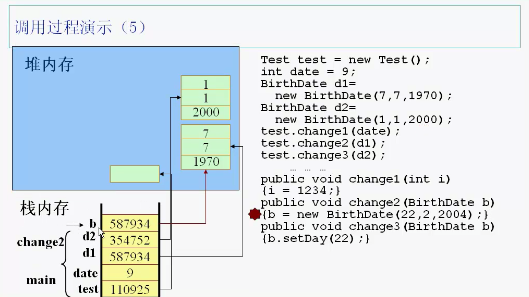 调用过程演示（5）
堆内存
1
1
2000
7
7
1970
栈内存
change2
main
b 587934
d2 354752
d1 587934
date 9
test 110925
Test test = new Test();
int date = 9;
BirthDate d1=
new BirthDate(7,7,1970);
BirthDate d2=
new BirthDate(1,1,2000);
test.change1(date);
test.change2(d1);
test.change3(d2);
… … …
public void change1(int i)
{i = 1234;}
public void change2(BirthDate b)
{b = new BirthDate(22,2,2004);}
public void change3(BirthDate b)
{b.setDay(22);}